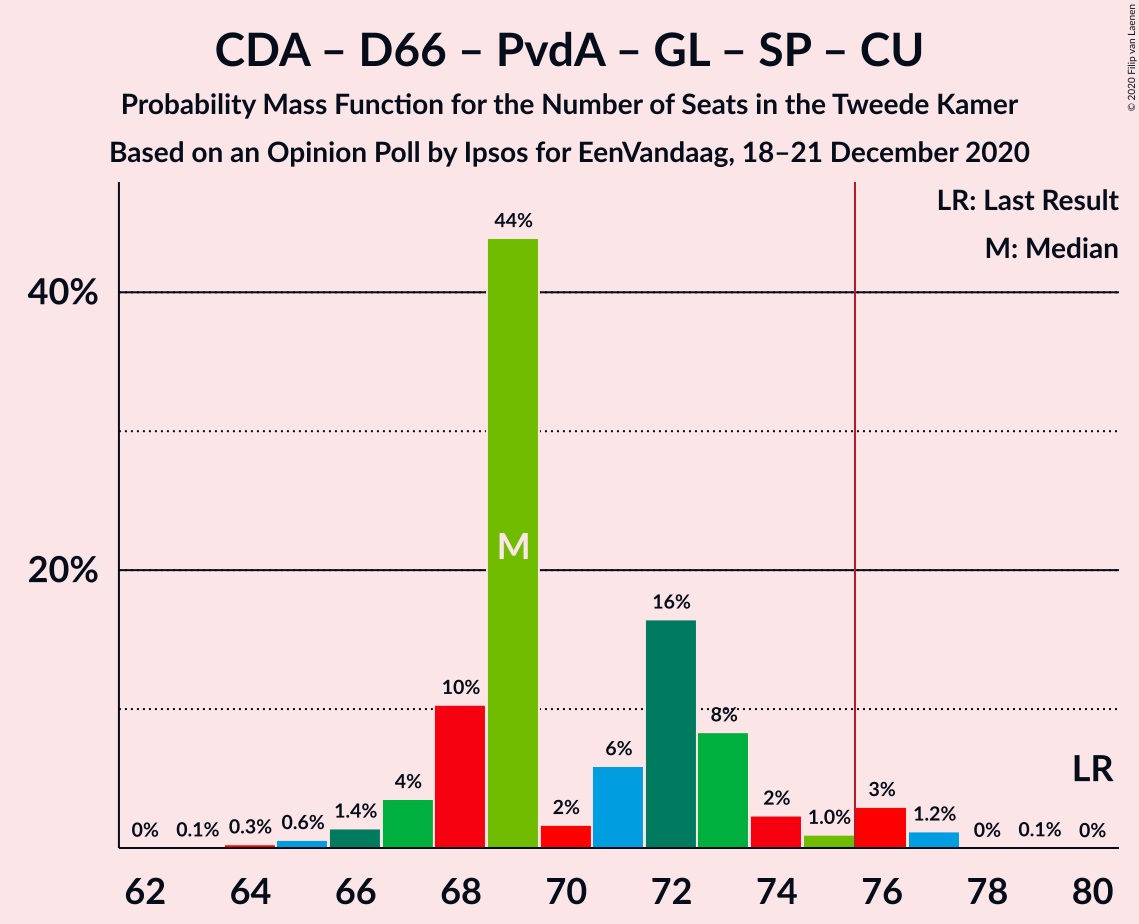 CDA – D66 – PvdA – GL – SP – CU
Probability Mass Function for the Number of Seats in the Tweede Kamer
Based on an Opinion Poll by Ipsos for EenVandaag, 18–21 December 2020
© 2020 Filip van Laenen
LR: Last Result
M: Median
44%
40%
M
20%
16%
10%
8%
6%
LR
4%
3%
2%
2%
1.4%
1.2%
1.0%
0.6%
0.3%
0% 0.1%
0% 0.1% 0%
62 64 66 68 70 72 74 76 78 80